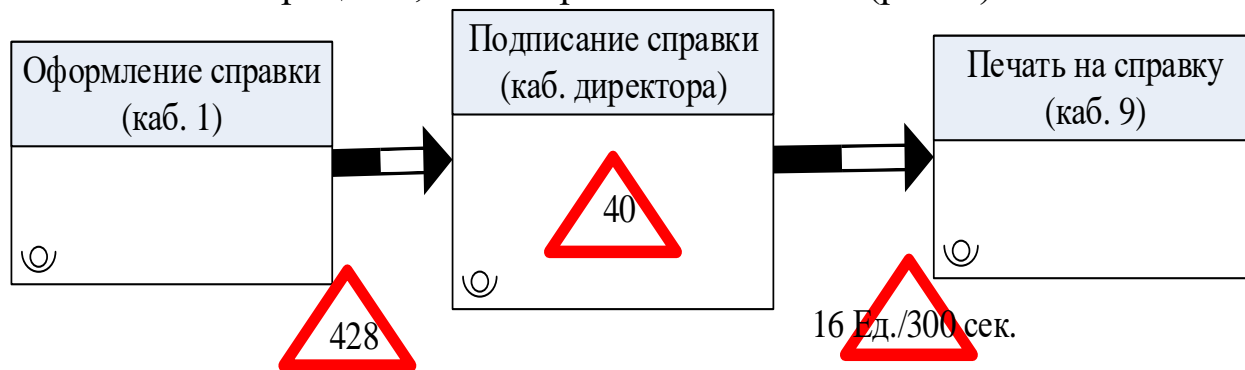 Оформление справки
(каб. 1)
Подписание справки
(каб. директора)
Печать на справку
(каб. 9)
40
428
16 Ед./300 сек.